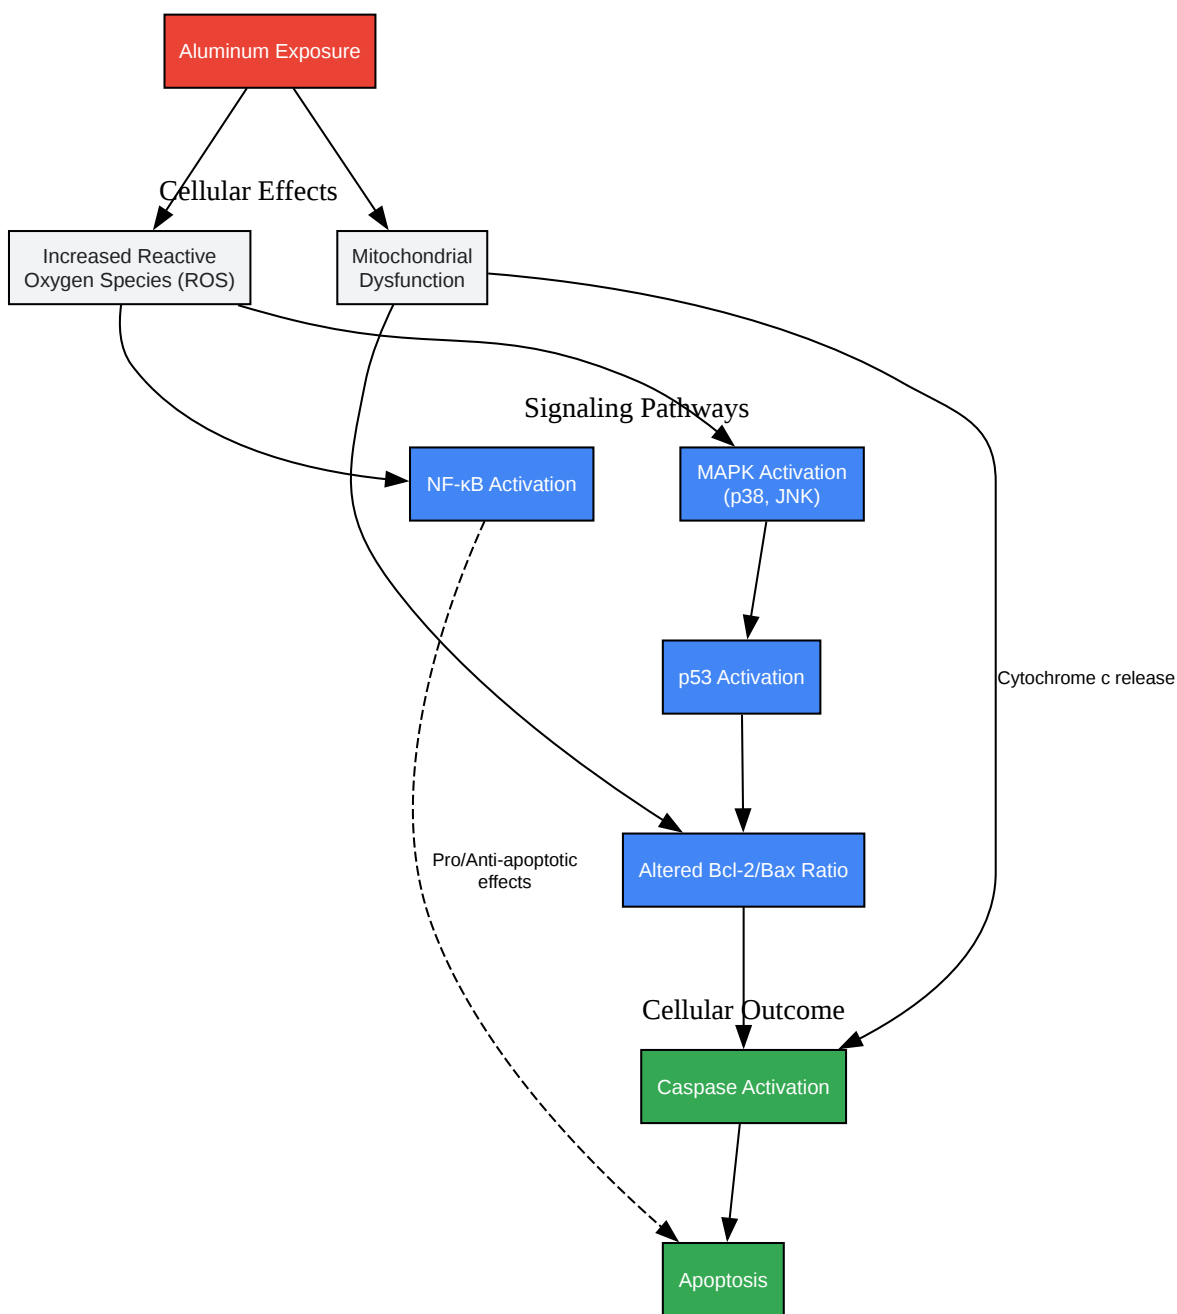 Aluminum Exposure
Cellular Effects
Increased Reactive
Oxygen Species (ROS)
Mitochondrial
Dysfunction
Signaling Pathways
NF-κB Activation
MAPK Activation
(p38, JNK)
p53 Activation
Cytochrome c release
Pro/Anti-apoptotic
effects
Altered Bcl-2/Bax Ratio
Cellular Outcome
Caspase Activation
Apoptosis